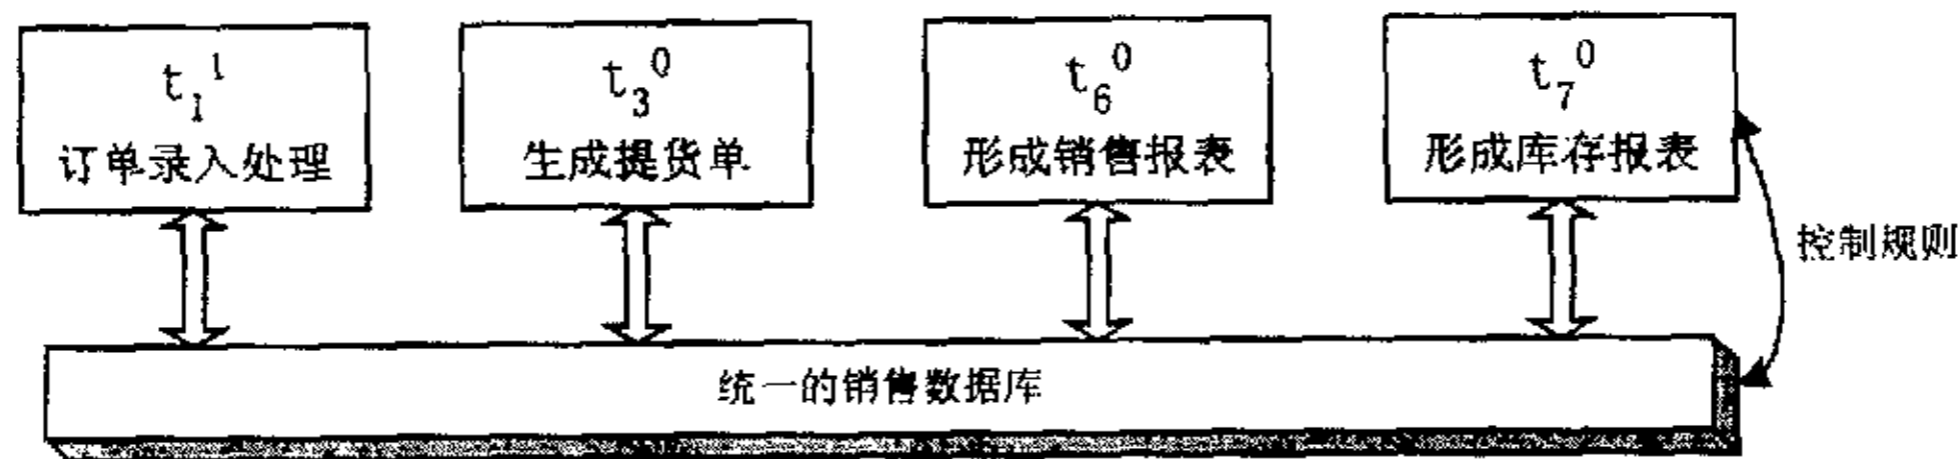 t₁¹
订单录入处理
t₃⁰
生成提货单
t₆⁰
形成销售报表
t₇⁰
形成库存报表
控制规则
统一的销售数据库